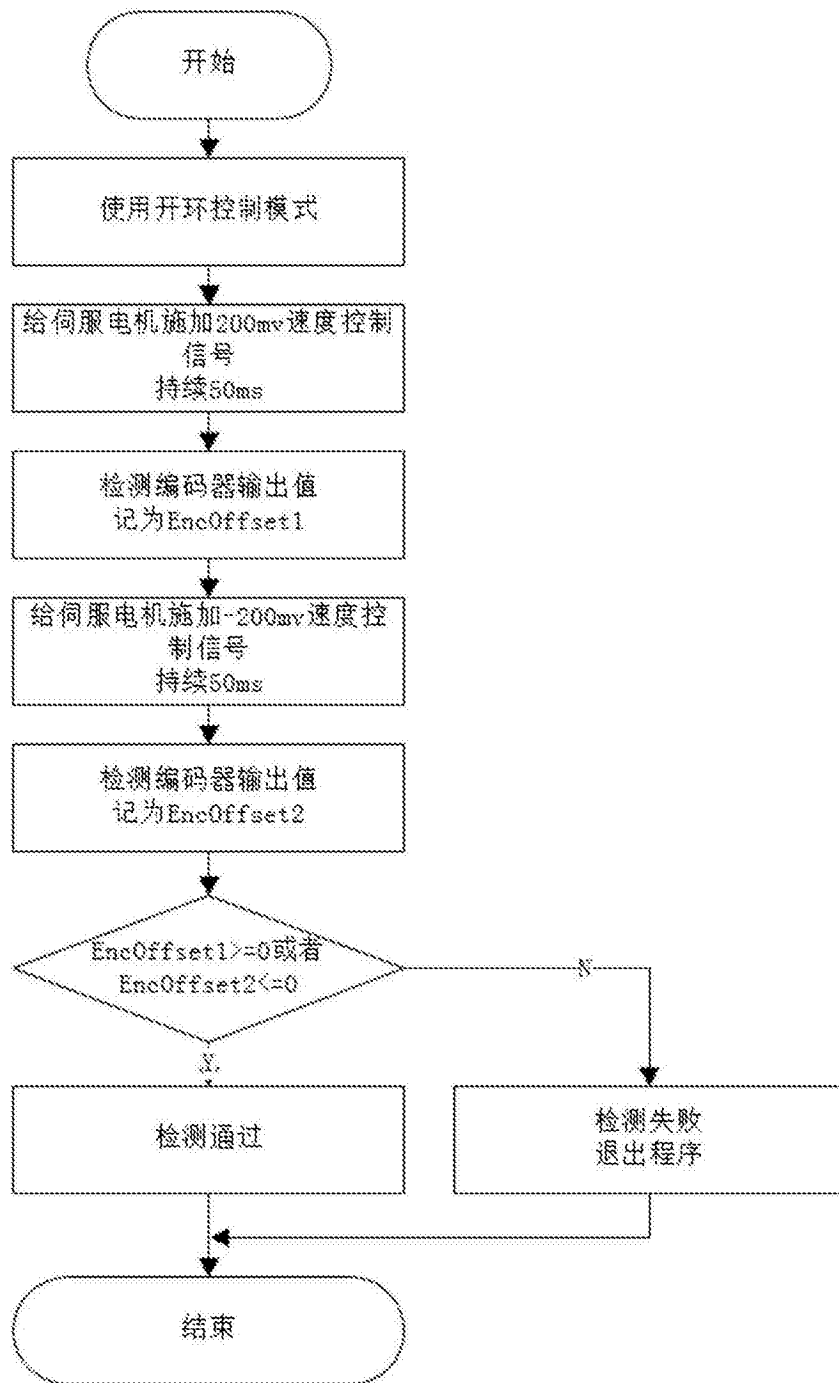 开始
使用开环控制模式
给伺服电机施加200mv速度控制
信号
持续50ms
检测编码器输出值
记为EncOffset1
给伺服电机施加-200mv速度控
制信号
持续50ms
检测编码器输出值
记为EncOffset2
EncOffset1>=0或者
EncOffset2<=0
N
Y
检测通过
检测失败
退出程序
结束